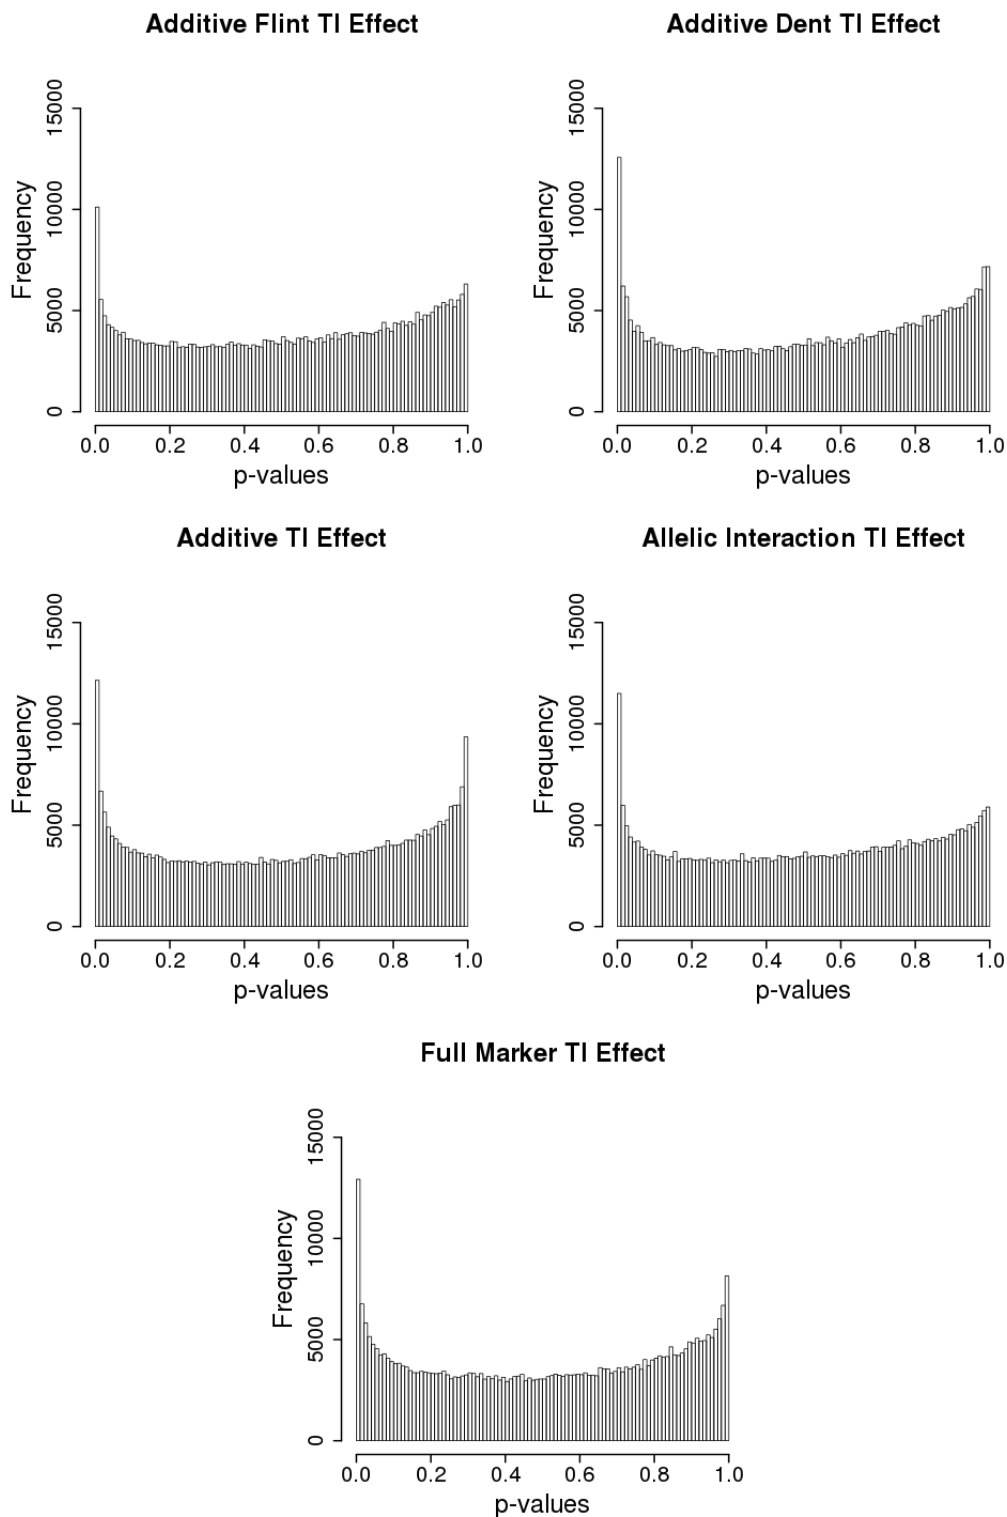 Additive Flint TI Effect
Frequency
0 5000 10000 15000
0.0 0.2 0.4 0.6 0.8 1.0
p-values
Additive Dent TI Effect
Frequency
0 5000 10000 15000
0.0 0.2 0.4 0.6 0.8 1.0
p-values
Additive TI Effect
Frequency
0 5000 10000 15000
0.0 0.2 0.4 0.6 0.8 1.0
p-values
Allelic Interaction TI Effect
Frequency
0 5000 10000 15000
0.0 0.2 0.4 0.6 0.8 1.0
p-values
Full Marker TI Effect
Frequency
0 5000 10000 15000
0.0 0.2 0.4 0.6 0.8 1.0
p-values